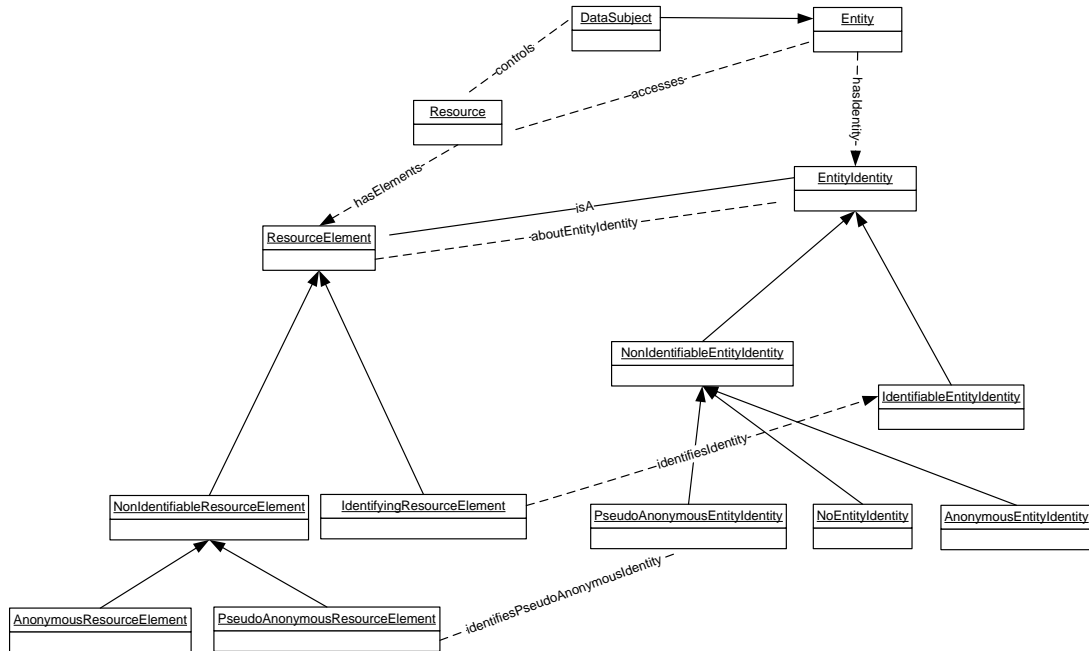 DataSubject
Entity
controls
accesses
hasIdentity
Resource
hasElements
EntityIdentity
isA
aboutEntityIdentity
ResourceElement
NonIdentifiableEntityIdentity
IdentifiableEntityIdentity
identifiesIdentity
NonIdentifiableResourceElement
IdentifyingResourceElement
PseudoAnonymousEntityIdentity
NoEntityIdentity
AnonymousEntityIdentity
identifiesPseudoAnonymousIdentity
AnonymousResourceElement
PseudoAnonymousResourceElement